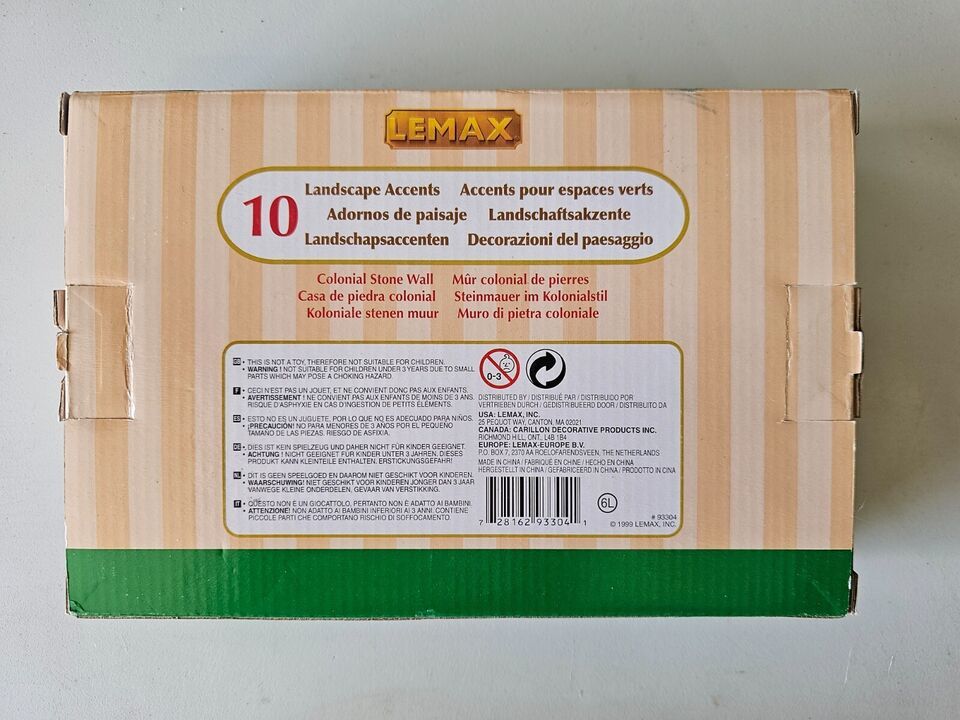 LEMAX
10
Landscape Accents Accents pour espaces verts
Adornos de paisaje Landschaftsakzente
Landschapsaccenten Decorazioni del paesaggio
Colonial Stone Wall Mûr colonial de pierres
Casa de piedra colonial Steinmauer im Kolonialstil
Koloniale stenen muur Muro di pietra coloniale
GB • THIS IS NOT A TOY, THEREFORE NOT SUITABLE FOR CHILDREN.
• WARNING ! NOT SUITABLE FOR CHILDREN UNDER 3 YEARS DUE TO SMALL
PARTS WHICH MAY POSE A CHOKING HAZARD.
F • CECI N'EST PAS UN JOUET, ET NE CONVIENT DONC PAS AUX ENFANTS.
• AVERTISSEMENT ! NE CONVIENT PAS AUX ENFANTS DE MOINS DE 3 ANS.
RISQUE D'ASPHYXIE EN CAS D'INGESTION DE PETITS ÉLÉMENTS.
ES • ESTO NO ES UN JUGUETE, POR LO QUE NO ES ADECUADO PARA NIÑOS.
• ¡PRECAUCIÓN! NO PARA MENORES DE 3 AÑOS POR EL PEQUEÑO
TAMAÑO DE LAS PIEZAS. RIESGO DE ASFIXIA.
DE • DIES IST KEIN SPIELZEUG UND DAHER NICHT FÜR KINDER GEEIGNET.
• ACHTUNG ! NICHT GEEIGNET FÜR KINDER UNTER 3 JAHREN. DIESES
PRODUKT KANN KLEINTEILE ENTHALTEN. ERSTICKUNGSGEFAHR!
NL • DIT IS GEEN SPEELGOED EN DAAROM NIET GESCHIKT VOOR KINDEREN.
• WAARSCHUWING! NIET GESCHIKT VOOR KINDEREN JONGER DAN 3 JAAR
VANWEGE KLEINE ONDERDELEN, GEVAAR VAN VERSTIKKING.
IT • QUESTO NON È UN GIOCATTOLO, PERTANTO NON È ADATTO AI BAMBINI.
• ATTENZIONE! NON ADATTO AI BAMBINI INFERIORI AI 3 ANNI. CONTIENE
PICCOLE PARTI CHE COMPORTANO RISCHIO DI SOFFOCAMENTO.
0-3
DISTRIBUTED BY / DISTRIBUÉ PAR / DISTRIBUIDO POR
VERTRIEBEN DURCH / GEDISTRIBUEERD DOOR / DISTRIBUITO DA
USA: LEMAX, INC.
25 PEQUOT WAY, CANTON, MA 02021
CANADA: CARILLON DECORATIVE PRODUCTS INC.
RICHMOND HILL, ONT., L4B 1B4
EUROPE: LEMAX-EUROPE B.V.
P.O. BOX 7, 2370 AA ROELOFARENDSVEEN, THE NETHERLANDS
MADE IN CHINA / FABRIQUÉ EN CHINE / HECHO EN CHINA
HERGESTELLT IN CHINA / GEFABRICEERD IN CHINA / PRODOTTO IN CINA
7 28162 93304 1
6L
# 93304
© 1999 LEMAX, INC.